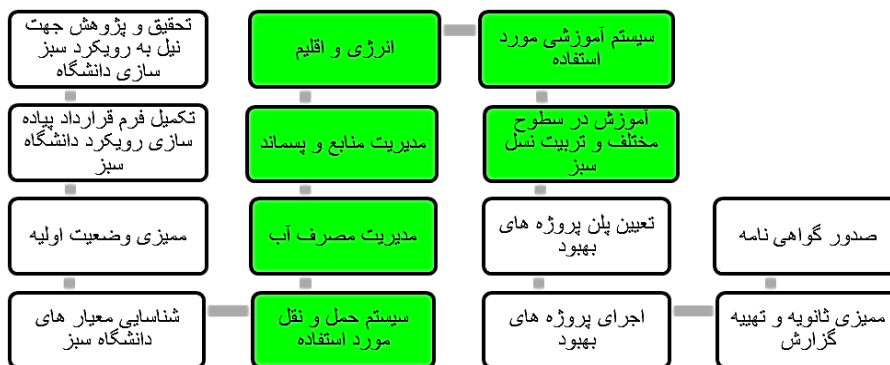 تحقیق و پژوهش جهت
نیل به رویکرد سبز
سازی دانشگاه
تکمیل فرم قرارداد پیاده
سازی رویکرد دانشگاه
سبز
ممیزی وضعیت اولیه
شناسایی معیار های
دانشگاه سبز
سیستم حمل و نقل
مورد استفاده
مدیریت مصرف آب
مدیریت منابع و پسماند
انرژی و اقلیم
سیستم آموزشی مورد
استفاده
آموزش در سطوح
مختلف و تربیت نسل
سبز
تعیین پلن پروژه های
بهبود
اجرای پروژه های
بهبود
ممیزی ثانویه و تهییه
گزارش
صدور گواهی نامه